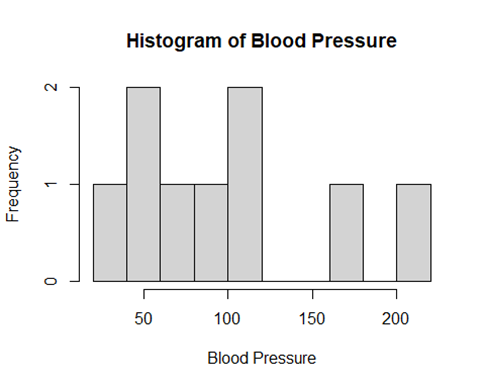 Histogram of Blood Pressure
Frequency
2
1
0
50 100 150 200
Blood Pressure